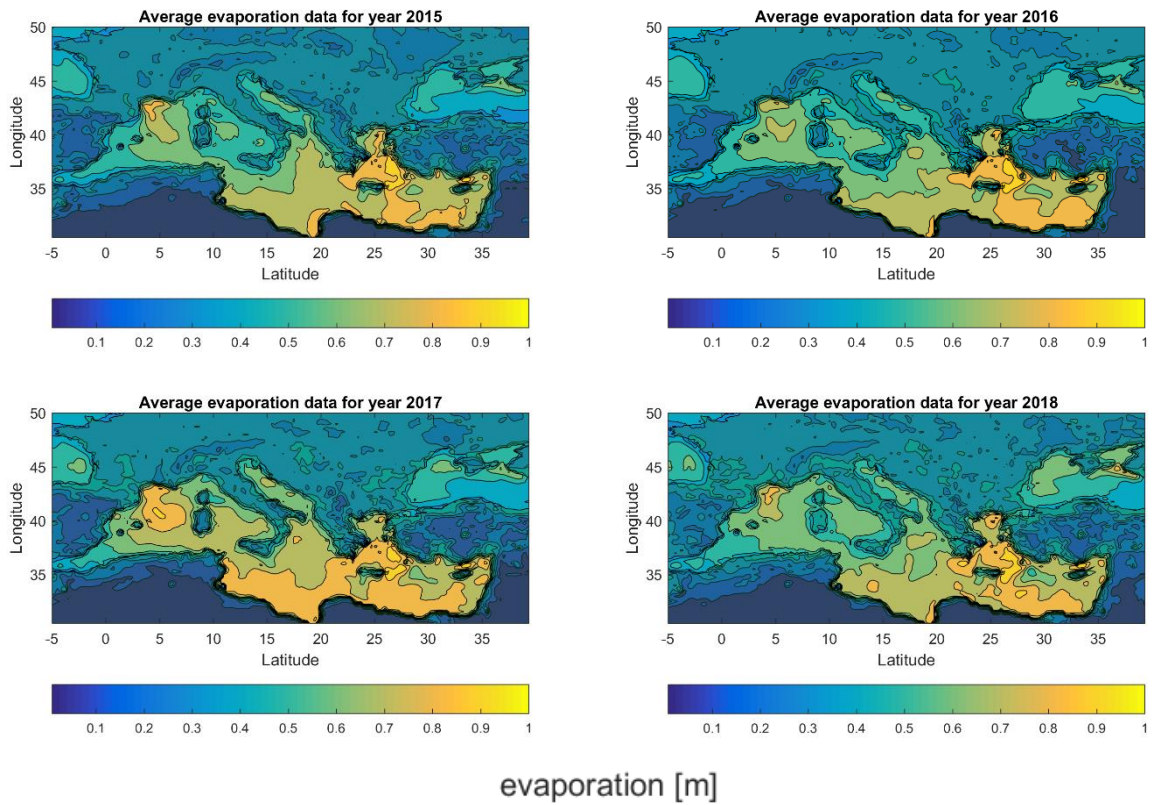 Average evaporation data for year 2015
50
45
40
35
Longitude
-5 0 5 10 15 20 25 30 35
Latitude
0.1 0.2 0.3 0.4 0.5 0.6 0.7 0.8 0.9 1
Average evaporation data for year 2016
50
45
40
35
Longitude
-5 0 5 10 15 20 25 30 35
Latitude
0.1 0.2 0.3 0.4 0.5 0.6 0.7 0.8 0.9 1
Average evaporation data for year 2017
50
45
40
35
Longitude
-5 0 5 10 15 20 25 30 35
Latitude
0.1 0.2 0.3 0.4 0.5 0.6 0.7 0.8 0.9 1
Average evaporation data for year 2018
50
45
40
35
Longitude
-5 0 5 10 15 20 25 30 35
Latitude
0.1 0.2 0.3 0.4 0.5 0.6 0.7 0.8 0.9 1
evaporation [m]